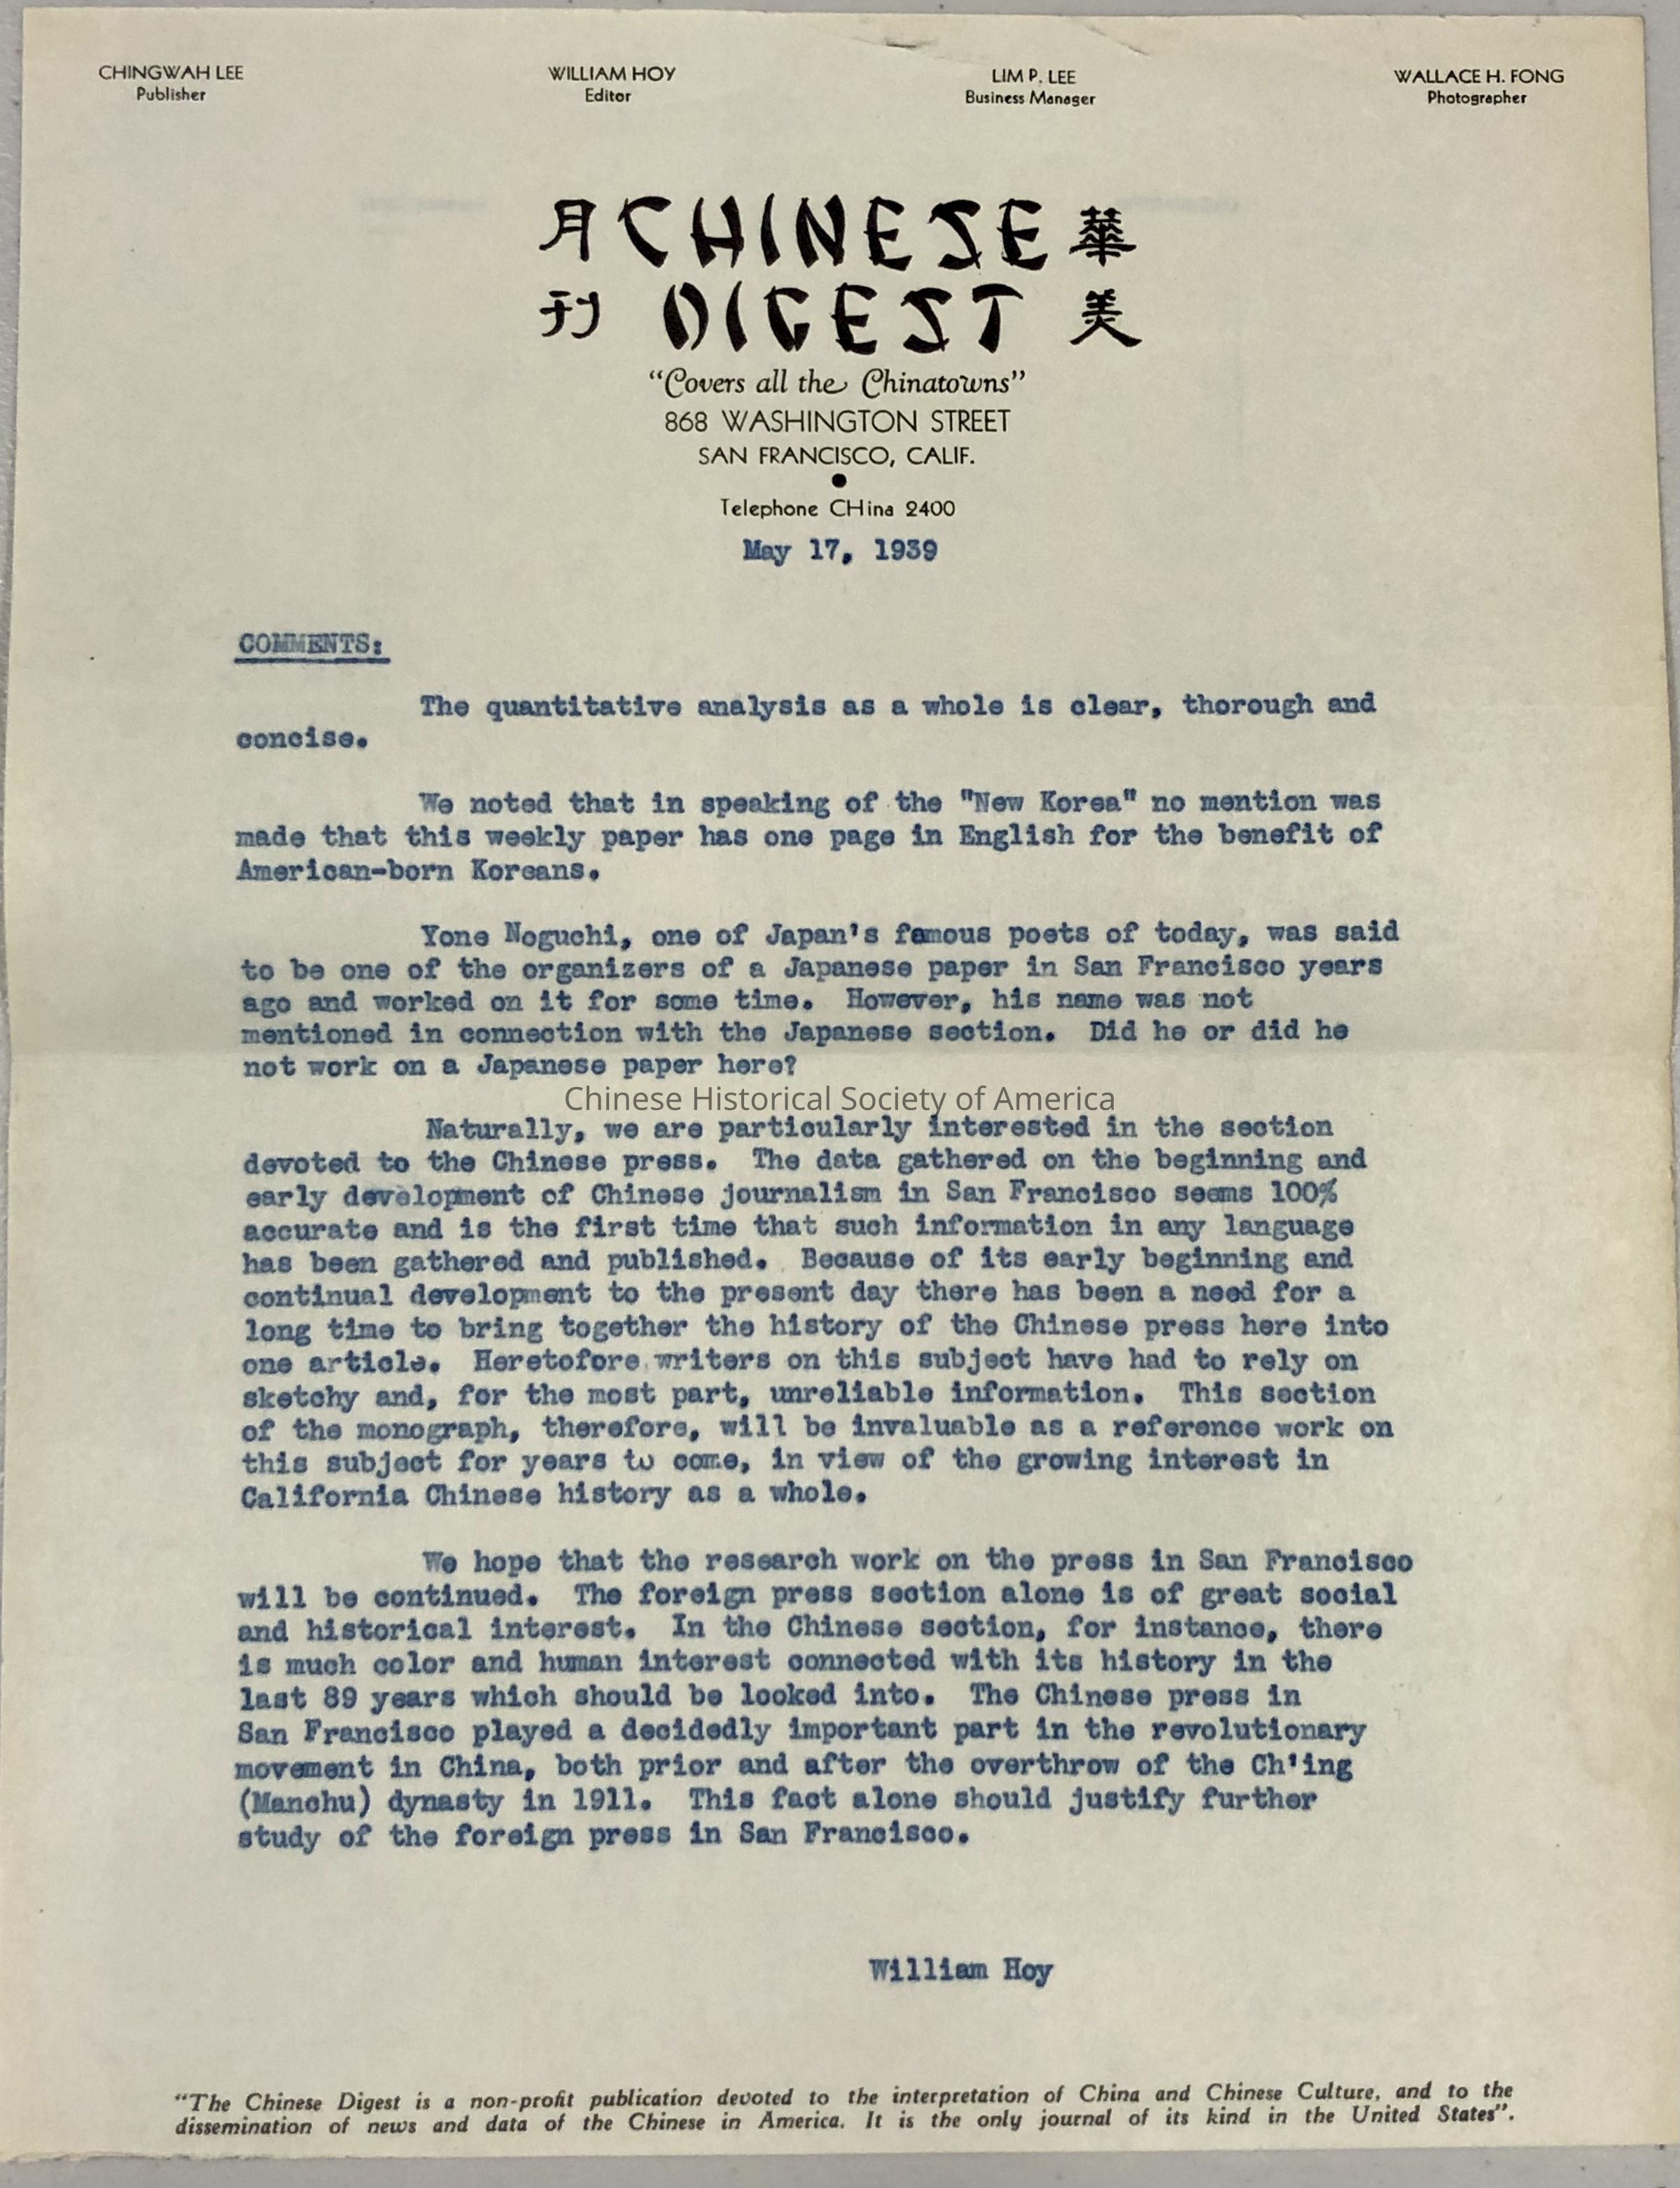 CHINGWAH LEE
Publisher
WILLIAM HOY
Editor
LIM P. LEE
Business Manager
WALLACE H. FONG
Photographer
月 CHINESE 華
刊 DIGEST 美
“Covers all the Chinatowns”
868 WASHINGTON STREET
SAN FRANCISCO, CALIF.
Telephone CHina 2400
May 17, 1939
COMMENTS:
The quantitative analysis as a whole is clear, thorough and
concise.
We noted that in speaking of the "New Korea" no mention was
made that this weekly paper has one page in English for the benefit of
American-born Koreans.
Yone Noguchi, one of Japan's famous poets of today, was said
to be one of the organizers of a Japanese paper in San Francisco years
ago and worked on it for some time. However, his name was not
mentioned in connection with the Japanese section. Did he or did he
not work on a Japanese paper here?
Chinese Historical Society of America
Naturally, we are particularly interested in the section
devoted to the Chinese press. The data gathered on the beginning and
early development of Chinese journalism in San Francisco seems 100%
accurate and is the first time that such information in any language
has been gathered and published. Because of its early beginning and
continual development to the present day there has been a need for a
long time to bring together the history of the Chinese press here into
one article. Heretofore writers on this subject have had to rely on
sketchy and, for the most part, unreliable information. This section
of the monograph, therefore, will be invaluable as a reference work on
this subject for years to come, in view of the growing interest in
California Chinese history as a whole.
We hope that the research work on the press in San Francisco
will be continued. The foreign press section alone is of great social
and historical interest. In the Chinese section, for instance, there
is much color and human interest connected with its history in the
last 89 years which should be looked into. The Chinese press in
San Francisco played a decidedly important part in the revolutionary
movement in China, both prior and after the overthrow of the Ch'ing
(Manchu) dynasty in 1911. This fact alone should justify further
study of the foreign press in San Francisco.
William Hoy
“The Chinese Digest is a non-profit publication devoted to the interpretation of China and Chinese Culture, and to the
dissemination of news and data of the Chinese in America. It is the only journal of its kind in the United States”.